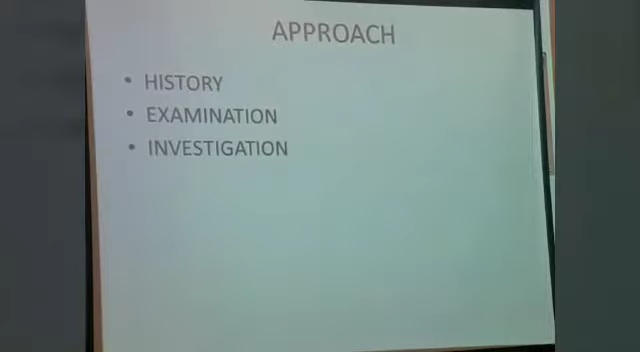 APPROACH
• HISTORY
• EXAMINATION
• INVESTIGATION